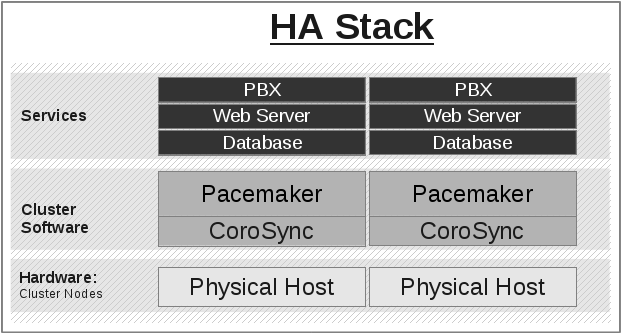 HA Stack
Services
PBX
PBX
Web Server
Web Server
Database
Database
Cluster
Software
Pacemaker
Pacemaker
CoroSync
CoroSync
Hardware:
Cluster Nodes
Physical Host
Physical Host